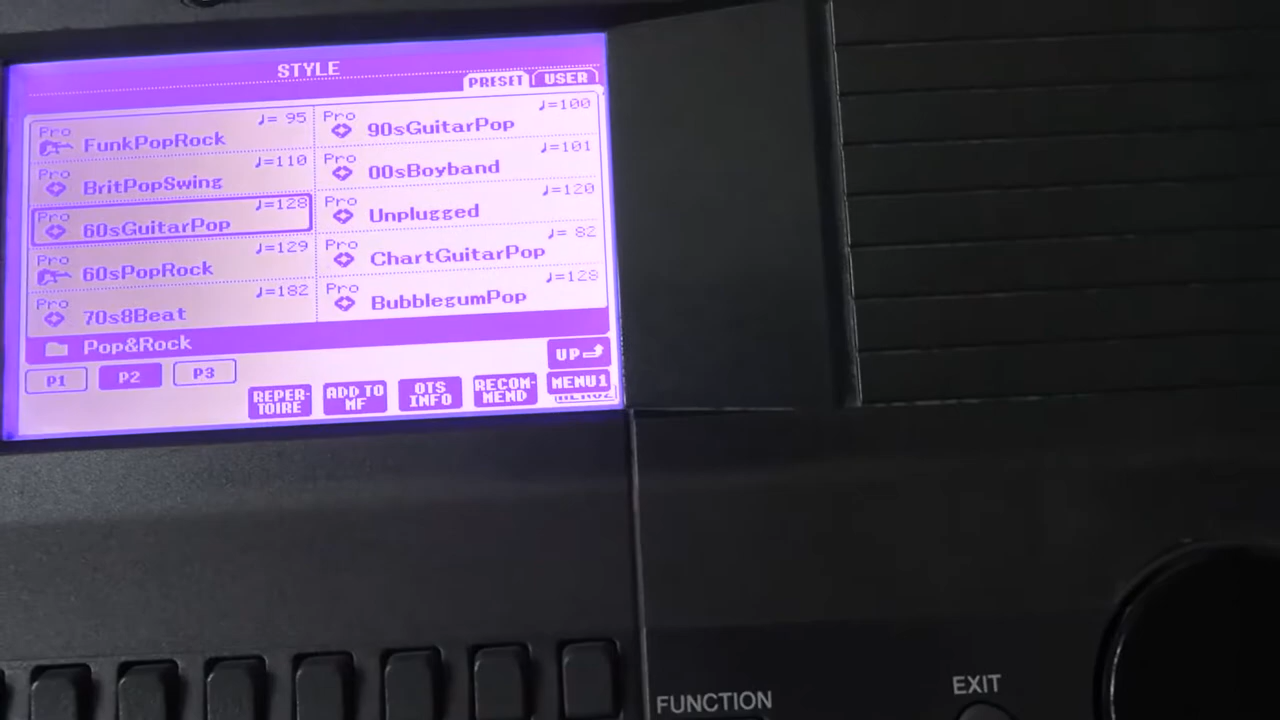 STYLE
PRESET USER
Pro FunkPopRock ♩= 95
Pro BritPopSwing ♩=110
Pro 60sGuitarPop ♩=128
Pro 60sPopRock ♩=129
Pro 70s8Beat ♩=182
Pro 90sGuitarPop ♩=100
Pro 00sBoyband ♩=101
Pro Unplugged ♩=120
Pro ChartGuitarPop ♩= 82
Pro BubblegumPop ♩=128
Pop&Rock
UP
P1 P2 P3
REPER-
TOIRE
ADD TO
MF
OTS
INFO
RECOM-
MEND
MENU1
MENU2
FUNCTION
EXIT